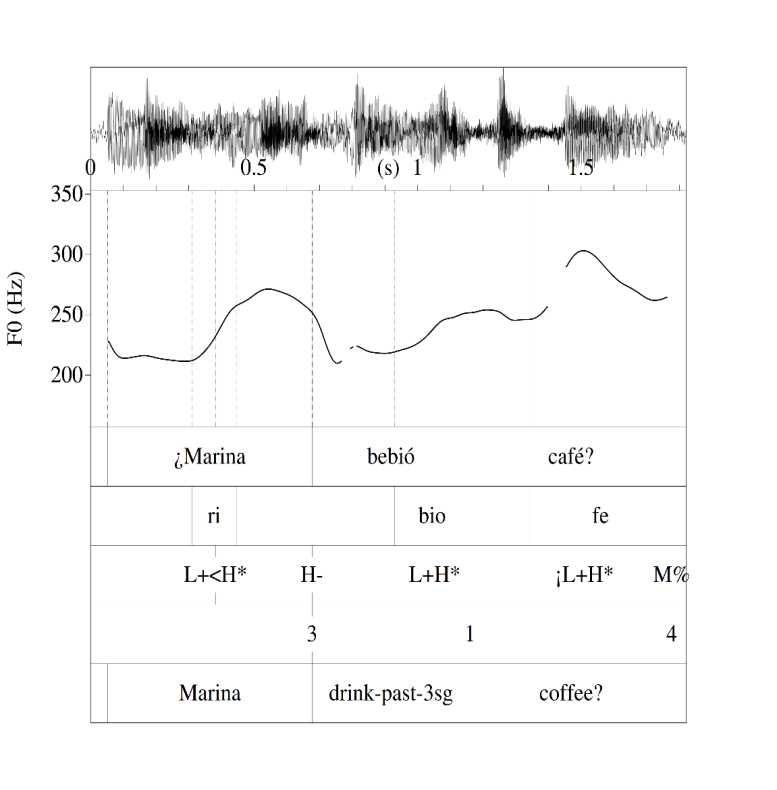 0 0.5 (s) 1 1.5
350
300
250
200
F0 (Hz)
¿Marina bebió café?
ri bio fe
L+<H* H- L+H* ¡L+H* M%
3 1 4
Marina drink-past-3sg coffee?